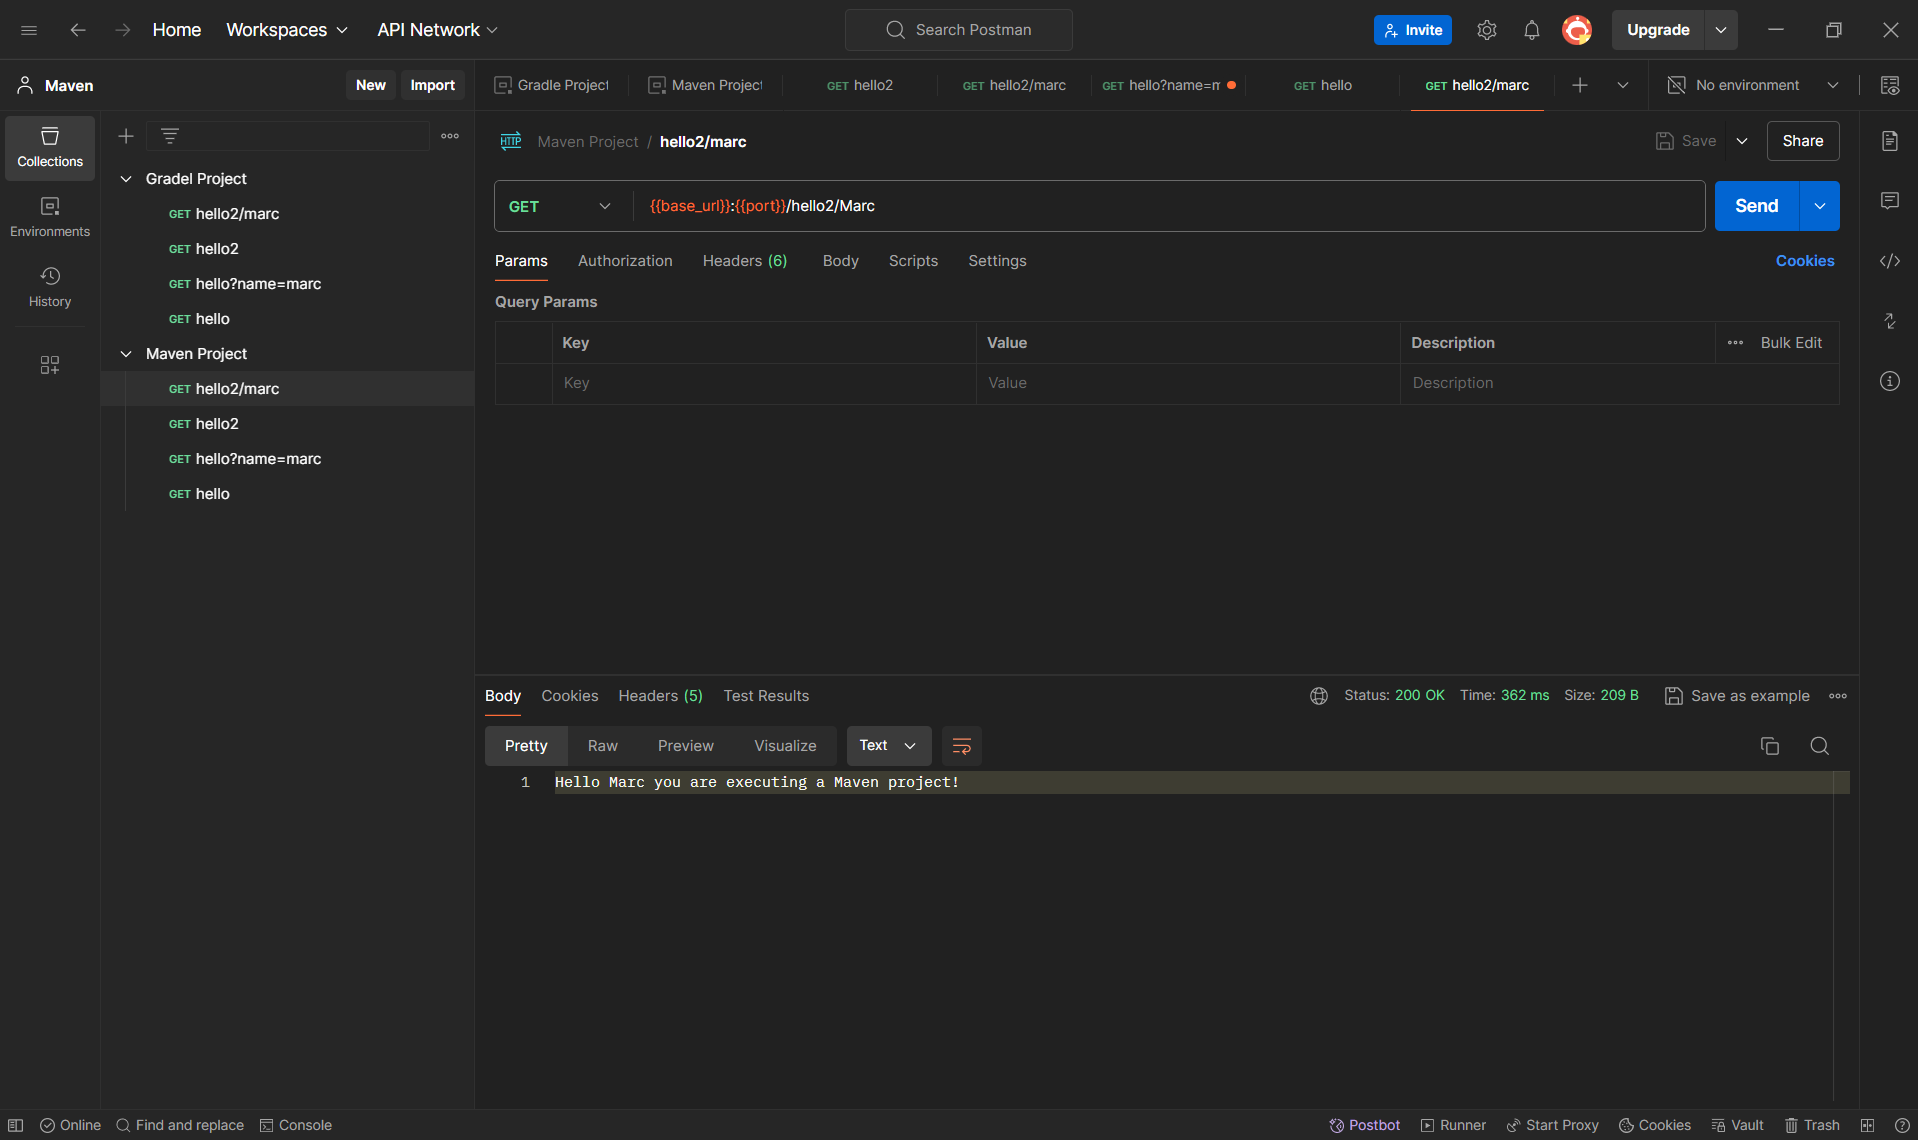 Home Workspaces API Network Search Postman Invite Upgrade
Maven New Import
Gradle Project Maven Project GET hello2 GET hello2/marc GET hello?name=m GET hello GET hello2/marc No environment
Collections
Environments
History
Gradel Project
GET hello2/marc
GET hello2
GET hello?name=marc
GET hello
Maven Project
GET hello2/marc
GET hello2
GET hello?name=marc
GET hello
HTTP Maven Project / hello2/marc Save Share
GET {{base_url}}:{{port}}/hello2/Marc Send
Params Authorization Headers (6) Body Scripts Settings Cookies
Query Params
Key Value Description Bulk Edit
Key Value Description
Body Cookies Headers (5) Test Results Status: 200 OK Time: 362 ms Size: 209 B Save as example
Pretty Raw Preview Visualize Text
1 Hello Marc you are executing a Maven project!
Online Find and replace Console Postbot Runner Start Proxy Cookies Vault Trash